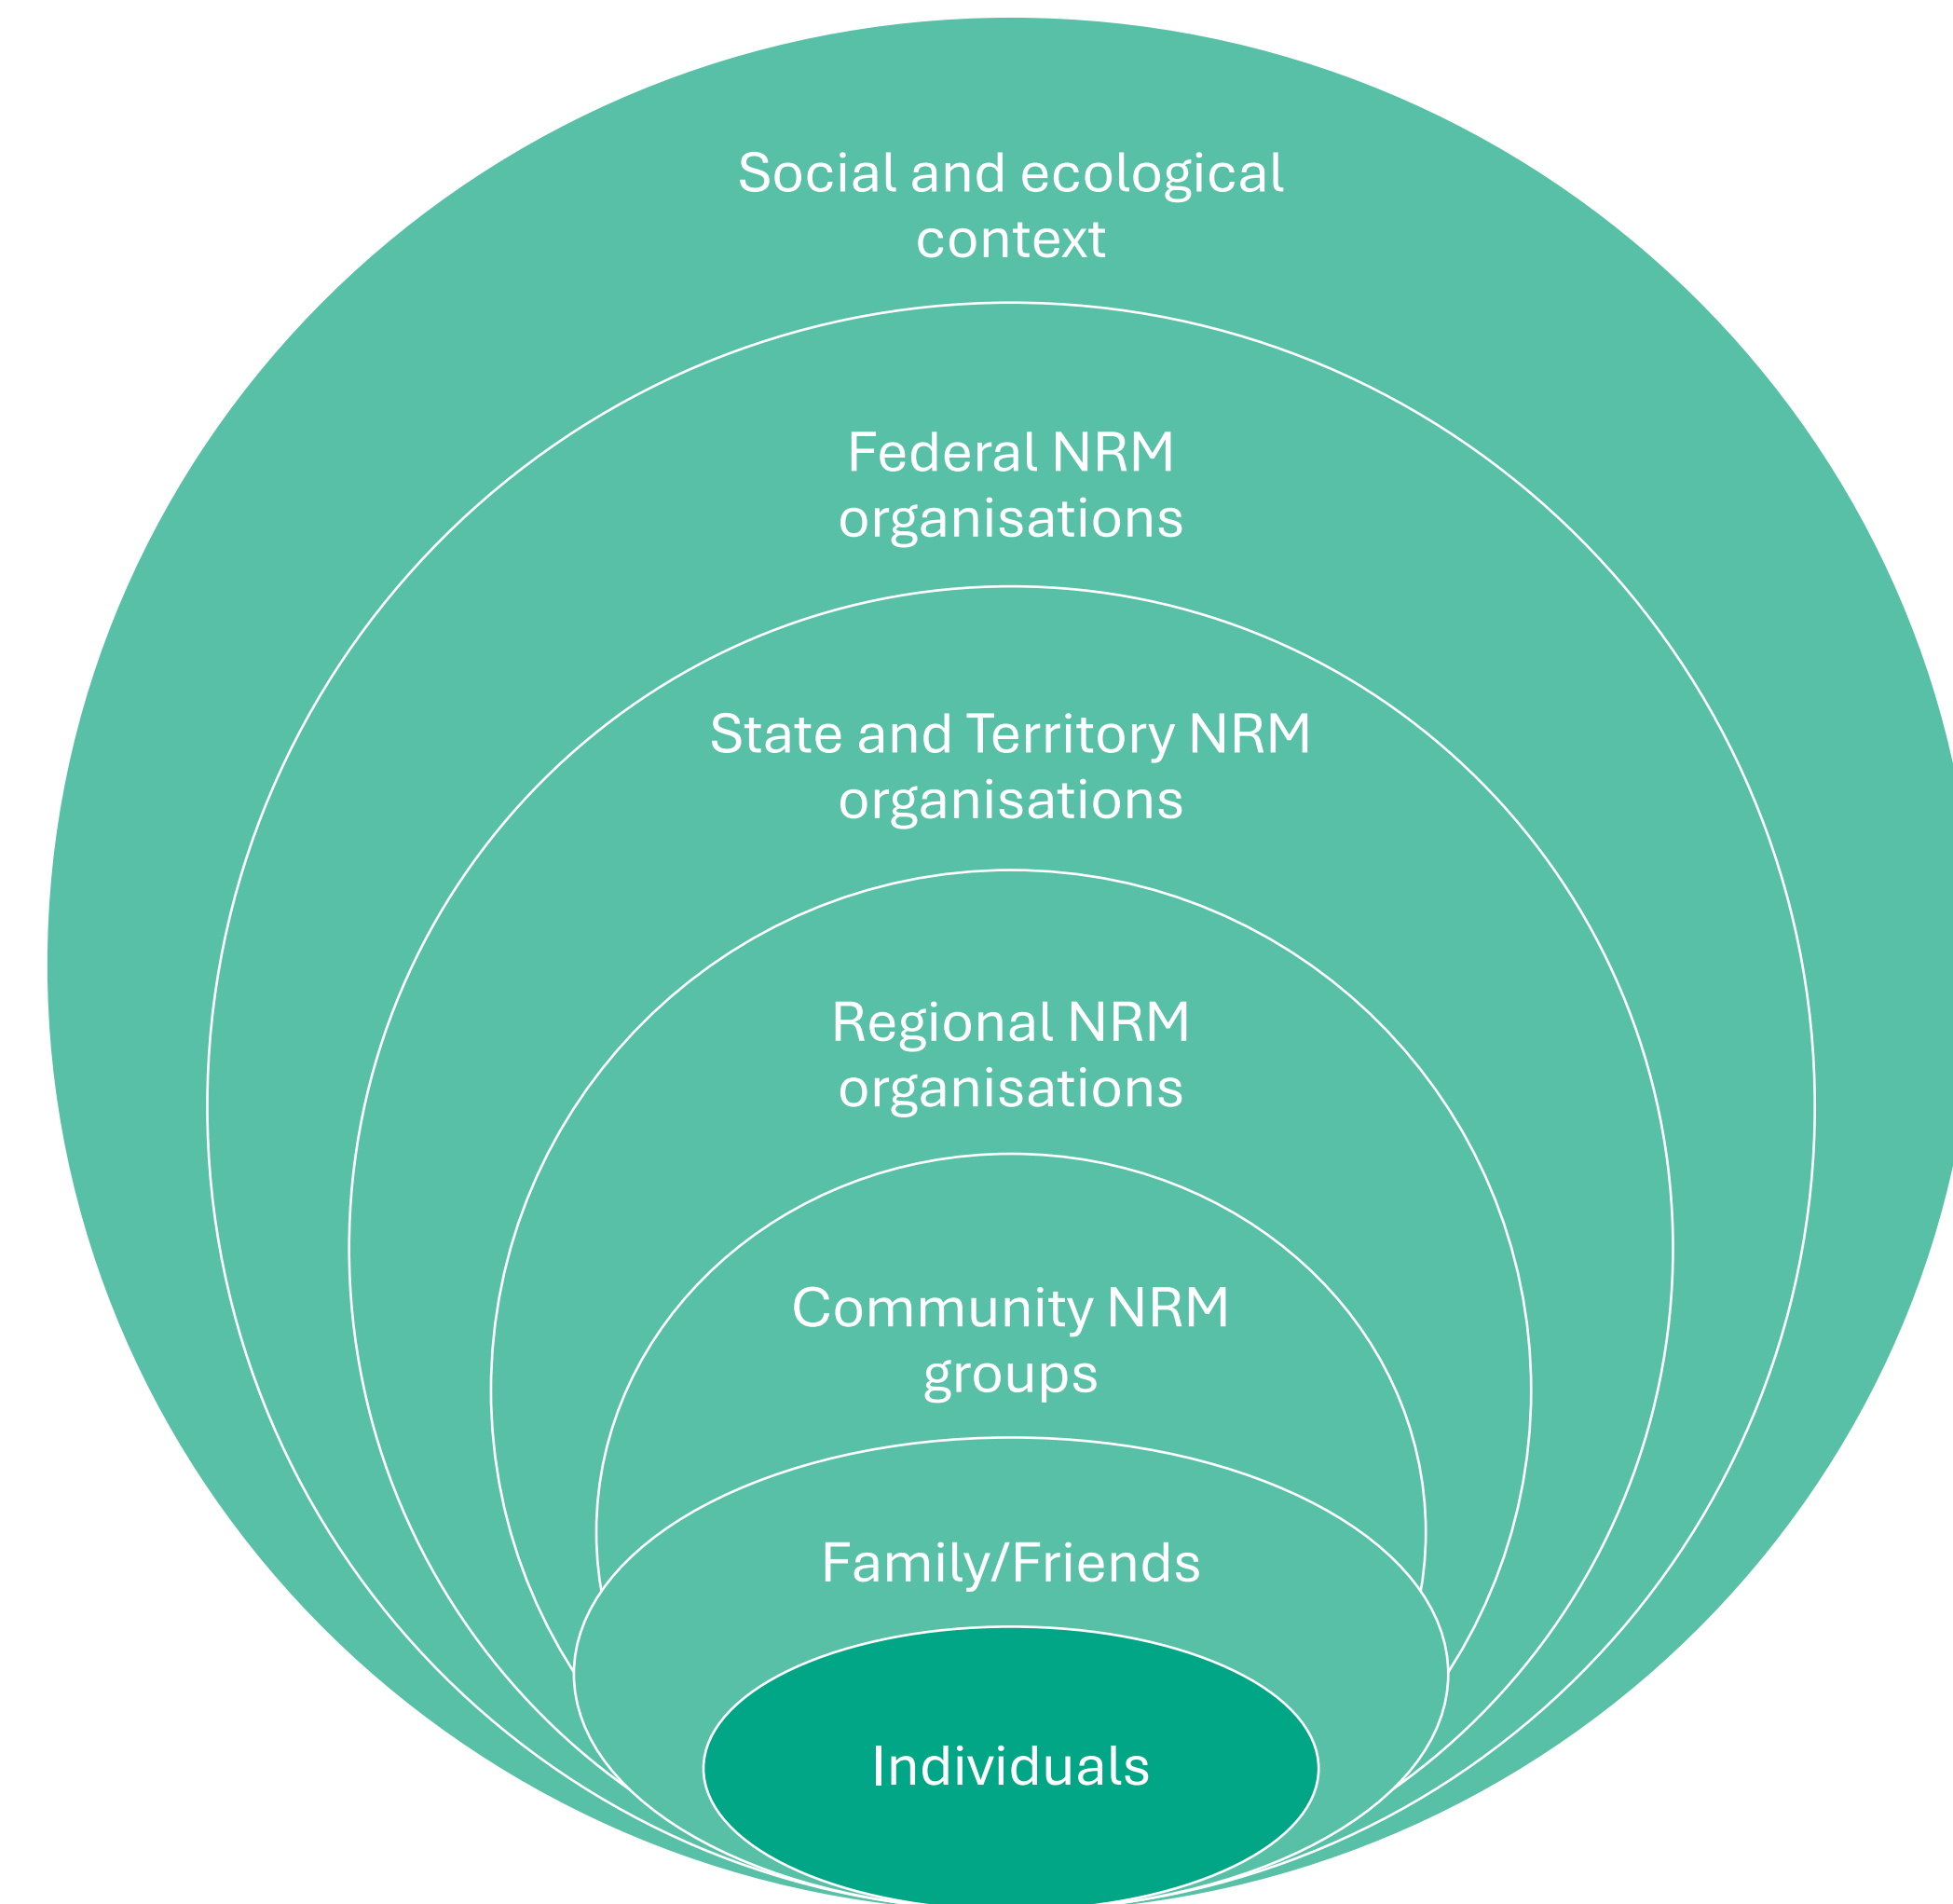 Social and ecological
context
Federal NRM
organisations
State and Territory NRM
organisations
Regional NRM
organisations
Community NRM
groups
Family/Friends
Individuals